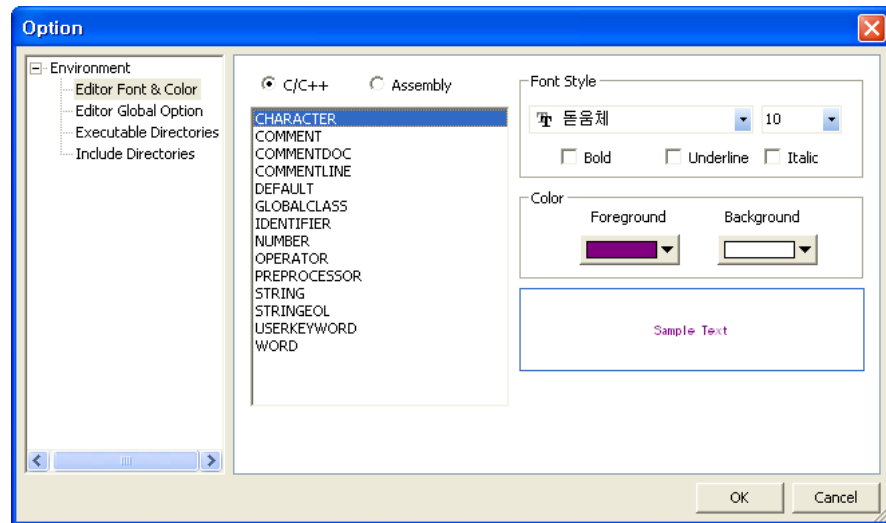 Option
Environment
Editor Font & Color
Editor Global Option
Executable Directories
Include Directories
C/C++ Assembly
CHARACTER
COMMENT
COMMENTDOC
COMMENTLINE
DEFAULT
GLOBALCLASS
IDENTIFIER
NUMBER
OPERATOR
PREPROCESSOR
STRING
STRINGEOL
USERKEYWORD
WORD
Font Style
돋움체 10
Bold Underline Italic
Color
Foreground Background
Sample Text
OK Cancel